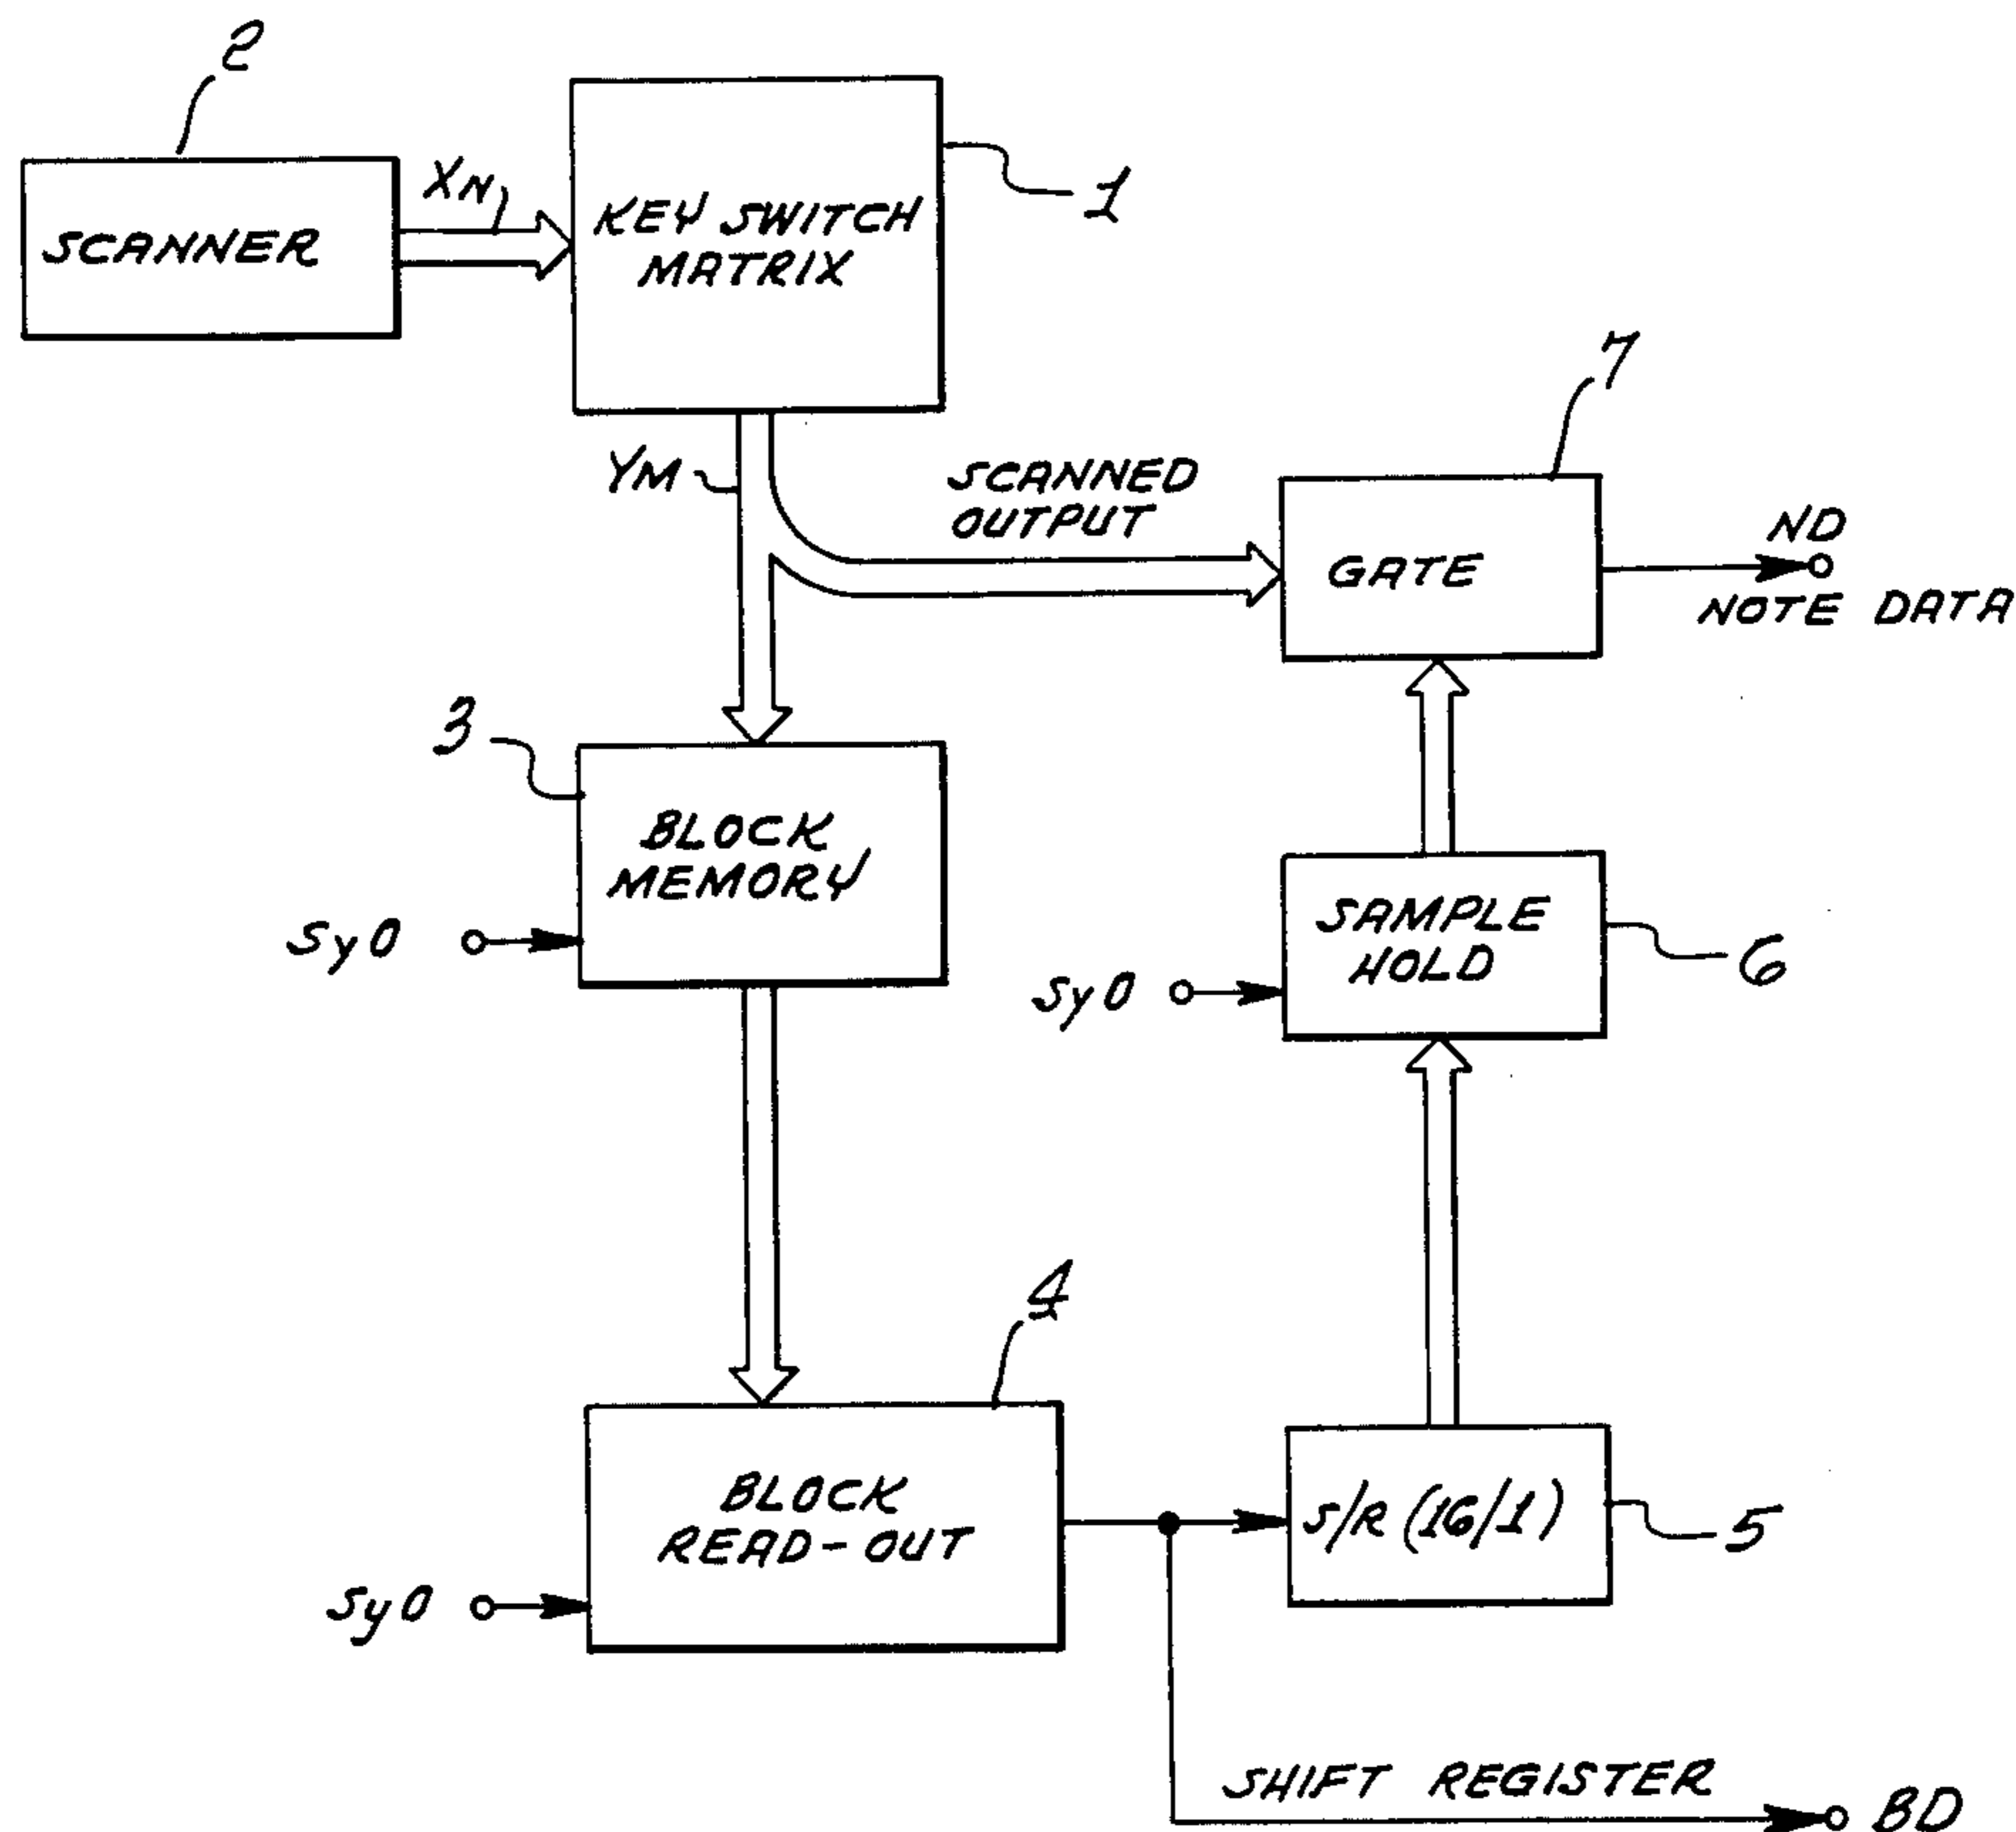 2
SCANNER
XN
KEY SWITCH
MATRIX
1
YM
SCANNED
OUTPUT
7
GATE
ND
NOTE DATA
3
BLOCK
MEMORY
Sy0
SAMPLE
HOLD
6
Sy0
4
BLOCK
READ-OUT
Sy0
S/R (16/1)
5
SHIFT REGISTER
BD